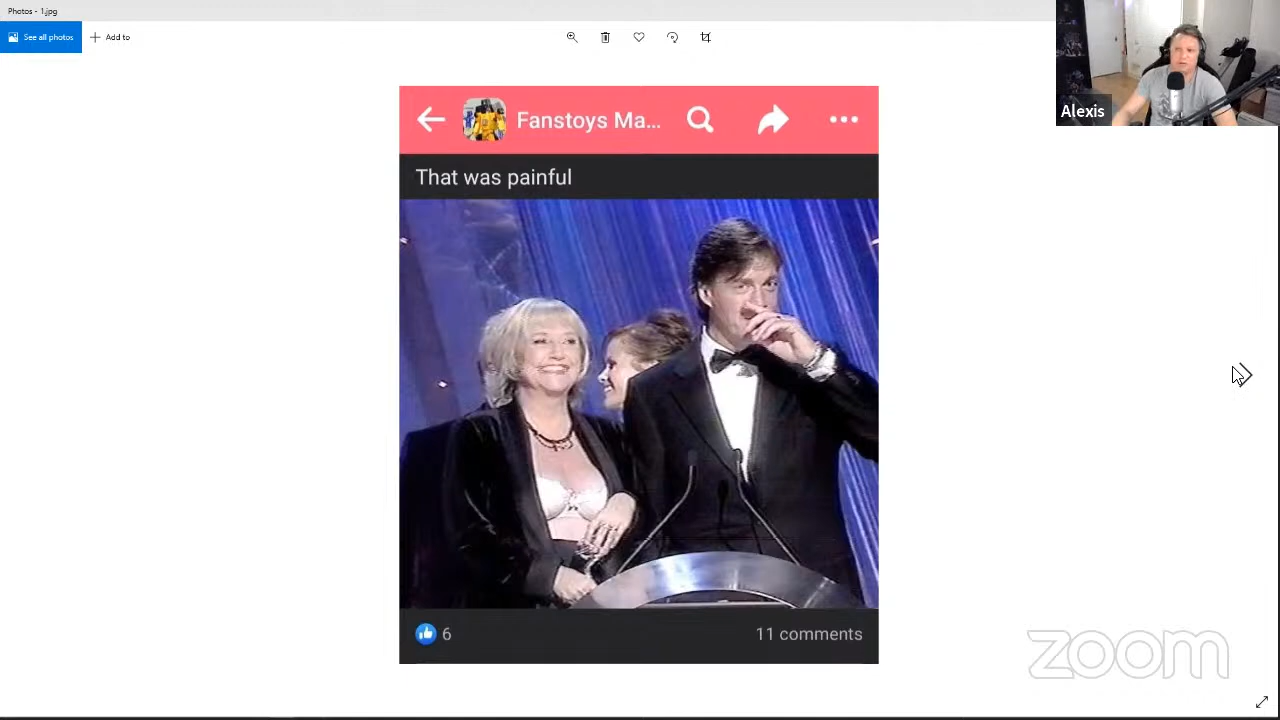 Photos - 1.jpg
See all photos
Add to
Alexis
Fanstoys Ma...
That was painful
6
11 comments
zoom